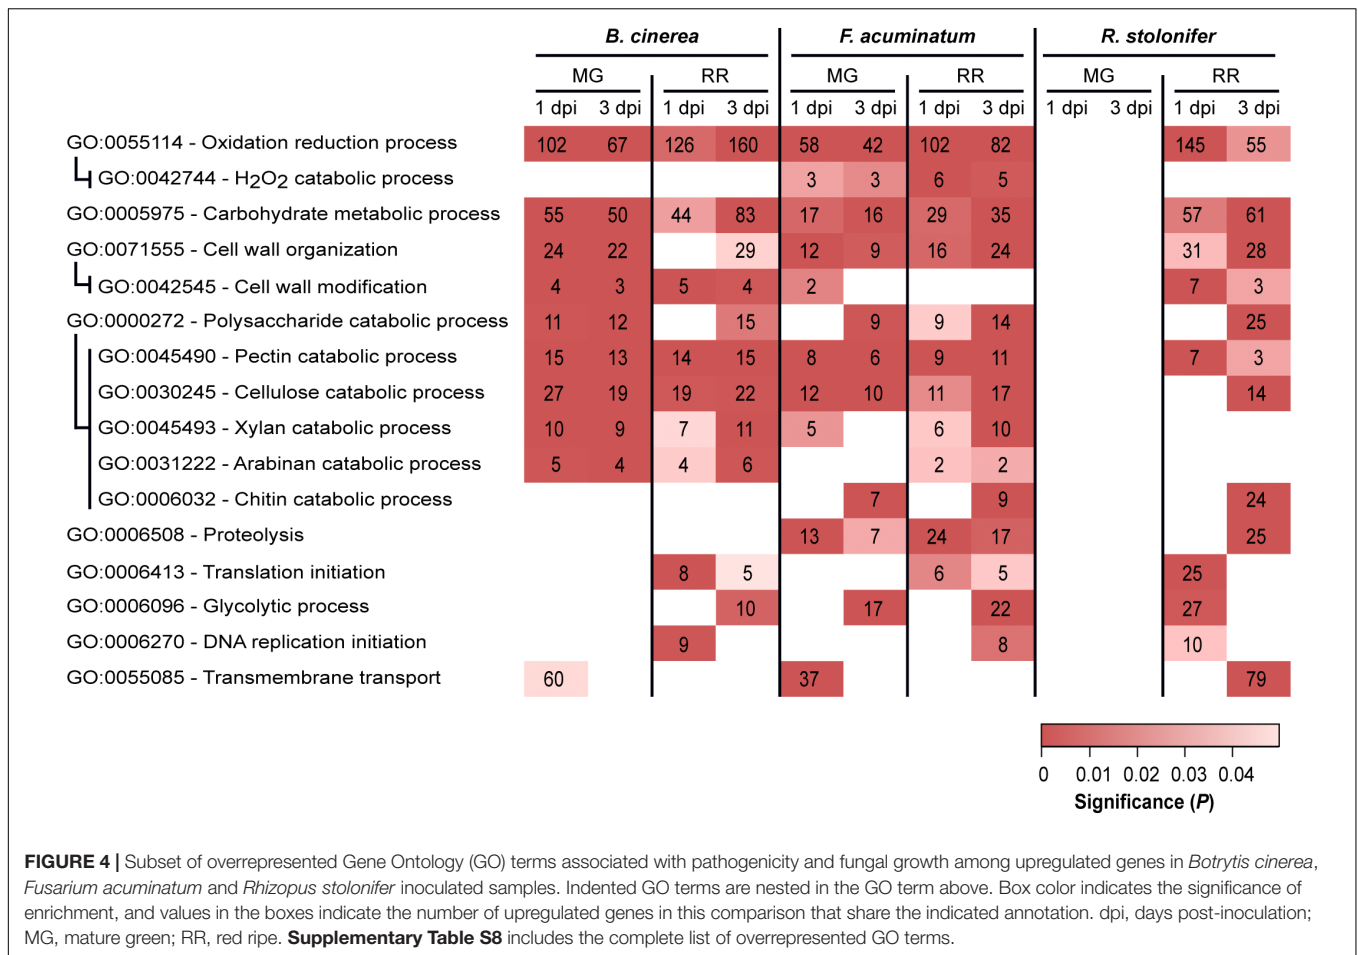 B. cinerea F. acuminatum R. stolonifer
MG RR MG RR MG RR
1 dpi 3 dpi 1 dpi 3 dpi 1 dpi 3 dpi 1 dpi 3 dpi 1 dpi 3 dpi 1 dpi 3 dpi
GO:0055114 - Oxidation reduction process 102 67 126 160 58 42 102 82 145 55
GO:0042744 - H2O2 catabolic process 3 3 6 5
GO:0005975 - Carbohydrate metabolic process 55 50 44 83 17 16 29 35 57 61
GO:0071555 - Cell wall organization 24 22 29 12 9 16 24 31 28
GO:0042545 - Cell wall modification 4 3 5 4 2 7 3
GO:0000272 - Polysaccharide catabolic process 11 12 15 9 9 14 25
GO:0045490 - Pectin catabolic process 15 13 14 15 8 6 9 11 7 3
GO:0030245 - Cellulose catabolic process 27 19 19 22 12 10 11 17 14
GO:0045493 - Xylan catabolic process 10 9 7 11 5 6 10
GO:0031222 - Arabinan catabolic process 5 4 4 6 2 2
GO:0006032 - Chitin catabolic process 7 9 24
GO:0006508 - Proteolysis 13 7 24 17 25
GO:0006413 - Translation initiation 8 5 6 5 25
GO:0006096 - Glycolytic process 10 17 22 27
GO:0006270 - DNA replication initiation 9 8 10
GO:0055085 - Transmembrane transport 60 37 79
0 0.01 0.02 0.03 0.04
Significance (P)
FIGURE 4 | Subset of overrepresented Gene Ontology (GO) terms associated with pathogenicity and fungal growth among upregulated genes in Botrytis cinerea,
Fusarium acuminatum and Rhizopus stolonifer inoculated samples. Indented GO terms are nested in the GO term above. Box color indicates the significance of
enrichment, and values in the boxes indicate the number of upregulated genes in this comparison that share the indicated annotation. dpi, days post-inoculation;
MG, mature green; RR, red ripe. Supplementary Table S8 includes the complete list of overrepresented GO terms.